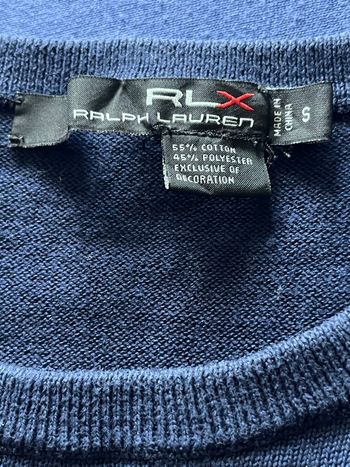 RLX
RALPH LAUREN
MADE IN
CHINA
S
55% COTTON
45% POLYESTER
EXCLUSIVE OF
DECORATION